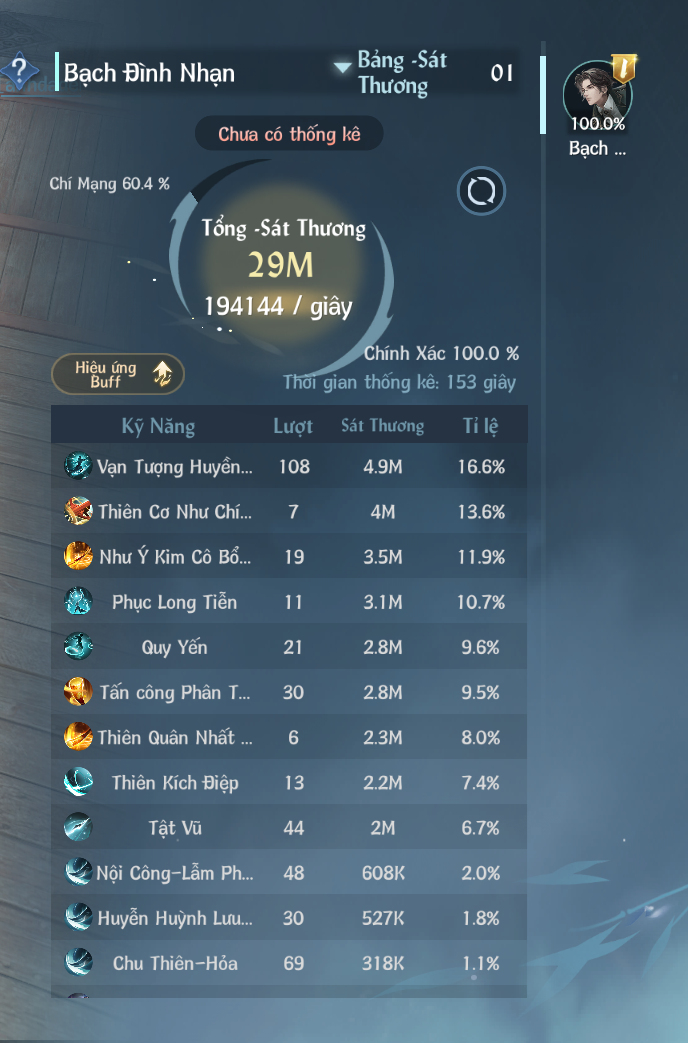 Bạch Đình Nhạn
Bảng -Sát
Thương
01
100.0%
Bạch ...
Chưa có thống kê
Chí Mạng 60.4 %
Tổng -Sát Thương
29M
194144 / giây
Chính Xác 100.0 %
Hiệu ứng
Buff
Thời gian thống kê: 153 giây
Kỹ Năng Lượt Sát Thương Tỉ lệ
Vạn Tượng Huyền... 108 4.9M 16.6%
Thiên Cơ Như Chí... 7 4M 13.6%
Như Ý Kim Cô Bổ... 19 3.5M 11.9%
Phục Long Tiễn 11 3.1M 10.7%
Quy Yến 21 2.8M 9.6%
Tấn công Phân T... 30 2.8M 9.5%
Thiên Quân Nhất ... 6 2.3M 8.0%
Thiên Kích Điệp 13 2.2M 7.4%
Tật Vũ 44 2M 6.7%
Nội Công-Lẫm Ph... 48 608K 2.0%
Huyễn Huỳnh Lưu... 30 527K 1.8%
Chu Thiên-Hỏa 69 318K 1.1%